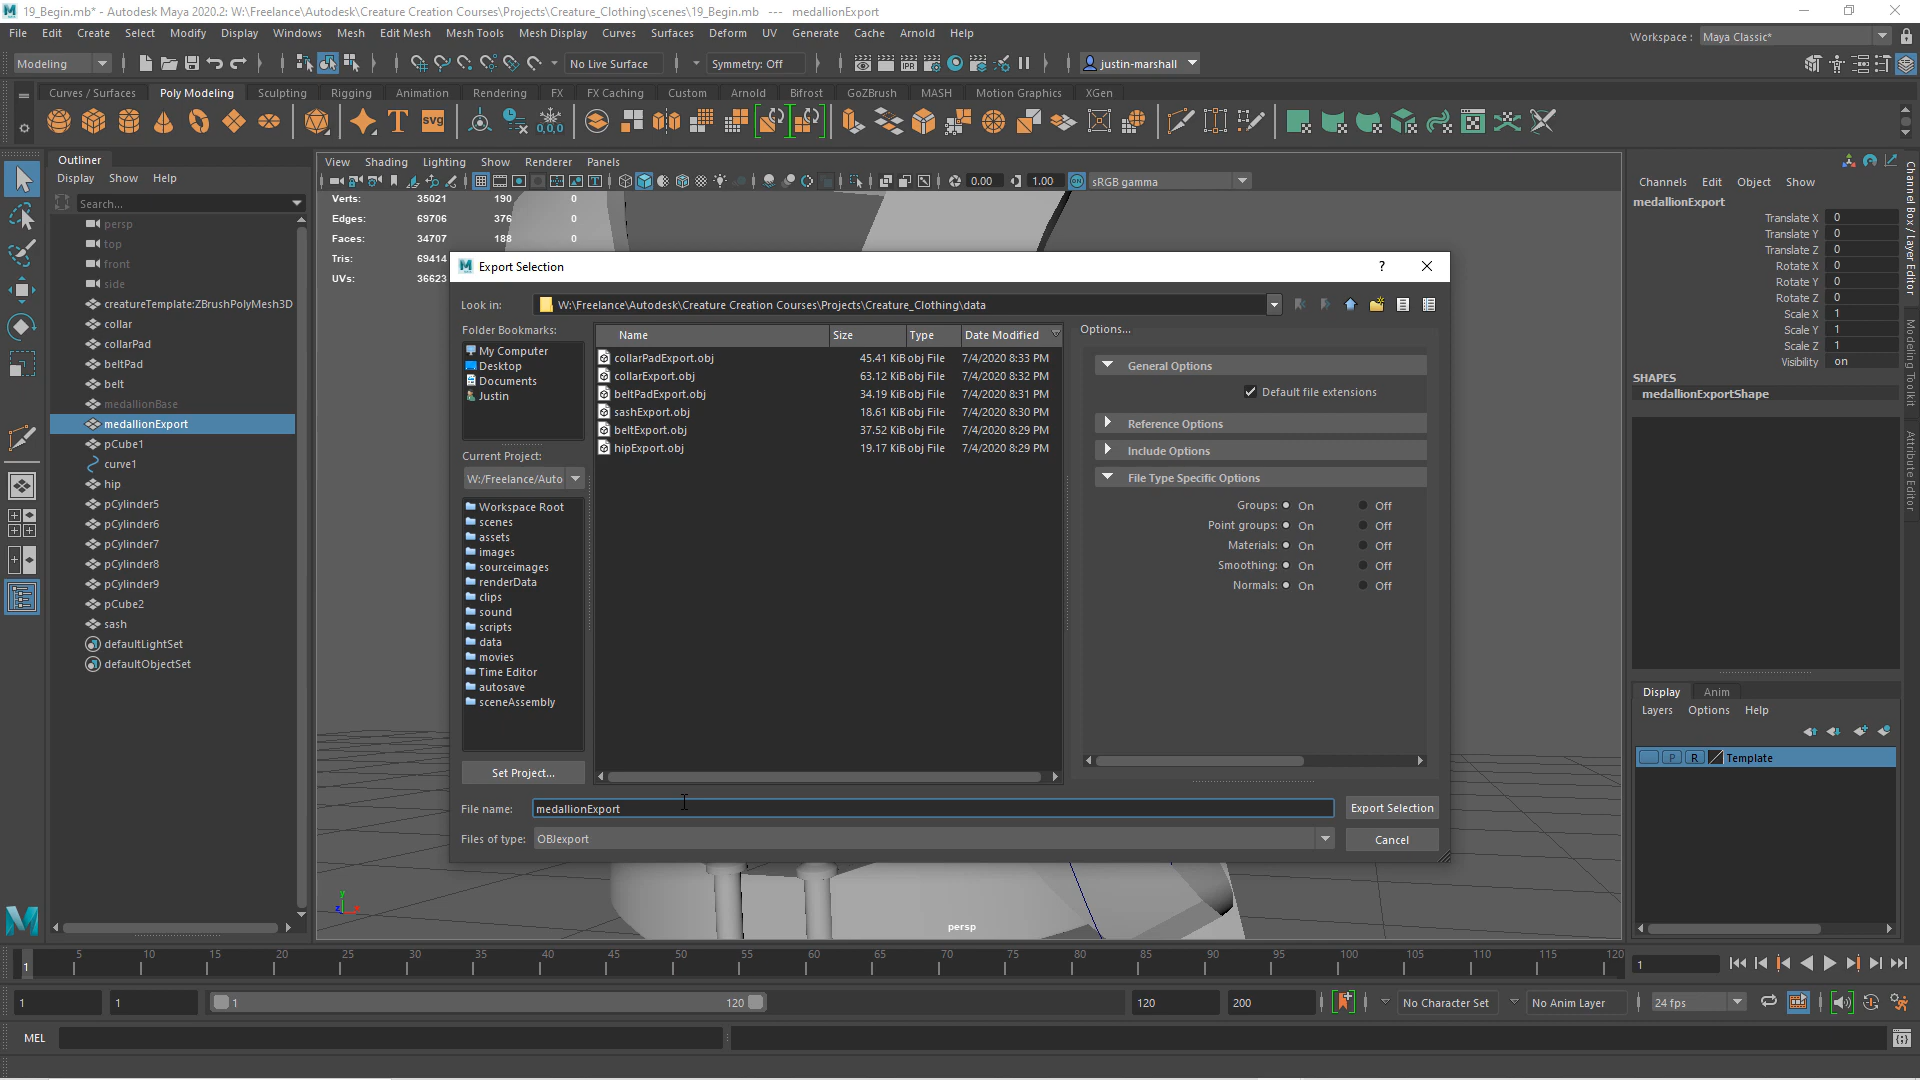 19_Begin.mb* - Autodesk Maya 2020.2: W:\Freelance\Autodesk\Creature Creation Courses\Projects\Creature_Clothing\scenes\19_Begin.mb --- medallionExport
File Edit Create Select Modify Display Windows Mesh Edit Mesh Mesh Tools Mesh Display Curves Surfaces Deform UV Generate Cache Arnold Help
Workspace : Maya Classic*
Modeling No Live Surface Symmetry: Off justin-marshall
Curves / Surfaces Poly Modeling Sculpting Rigging Animation Rendering FX FX Caching Custom Arnold Bifrost GoZBrush MASH Motion Graphics XGen
Outliner
Display Show Help
Search...
persp
top
front
side
creatureTemplate:ZBrushPolyMesh3D
collar
collarPad
beltPad
belt
medallionBase
medallionExport
pCube1
curve1
hip
pCylinder5
pCylinder6
pCylinder7
pCylinder8
pCylinder9
pCube2
sash
defaultLightSet
defaultObjectSet
View Shading Lighting Show Renderer Panels
0.00 1.00 sRGB gamma
Verts: 35021 190 0
Edges: 69706 376 0
Faces: 34707 188 0
Tris: 69414
UVs: 36623
Export Selection
Look in: W:\Freelance\Autodesk\Creature Creation Courses\Projects\Creature_Clothing\data
Folder Bookmarks:
My Computer
Desktop
Documents
Justin
Current Project:
W:/Freelance/Auto
Workspace Root
scenes
assets
images
sourceimages
renderData
clips
sound
scripts
data
movies
Time Editor
autosave
sceneAssembly
Set Project...
Name Size Type Date Modified
collarPadExport.obj 45.41 KiB obj File 7/4/2020 8:33 PM
collarExport.obj 63.12 KiB obj File 7/4/2020 8:32 PM
beltPadExport.obj 34.19 KiB obj File 7/4/2020 8:31 PM
sashExport.obj 18.61 KiB obj File 7/4/2020 8:30 PM
beltExport.obj 37.52 KiB obj File 7/4/2020 8:29 PM
hipExport.obj 19.17 KiB obj File 7/4/2020 8:29 PM
Options...
General Options
Default file extensions
Reference Options
Include Options
File Type Specific Options
Groups: On Off
Point groups: On Off
Materials: On Off
Smoothing: On Off
Normals: On Off
File name: medallionExport Export Selection
Files of type: OBJexport Cancel
persp
Channels Edit Object Show
medallionExport
Translate X 0
Translate Y 0
Translate Z 0
Rotate X 0
Rotate Y 0
Rotate Z 0
Scale X 1
Scale Y 1
Scale Z 1
Visibility on
SHAPES
medallionExportShape
Channel Box / Layer Editor
Modeling Toolkit
Attribute Editor
Display Anim
Layers Options Help
P R Template
1 5 10 15 20 25 30 35 40 45 50 55 60 65 70 75 80 85 90 95 100 105 110 115 120
1
1 1 1 120 120 200 No Character Set No Anim Layer 24 fps
MEL